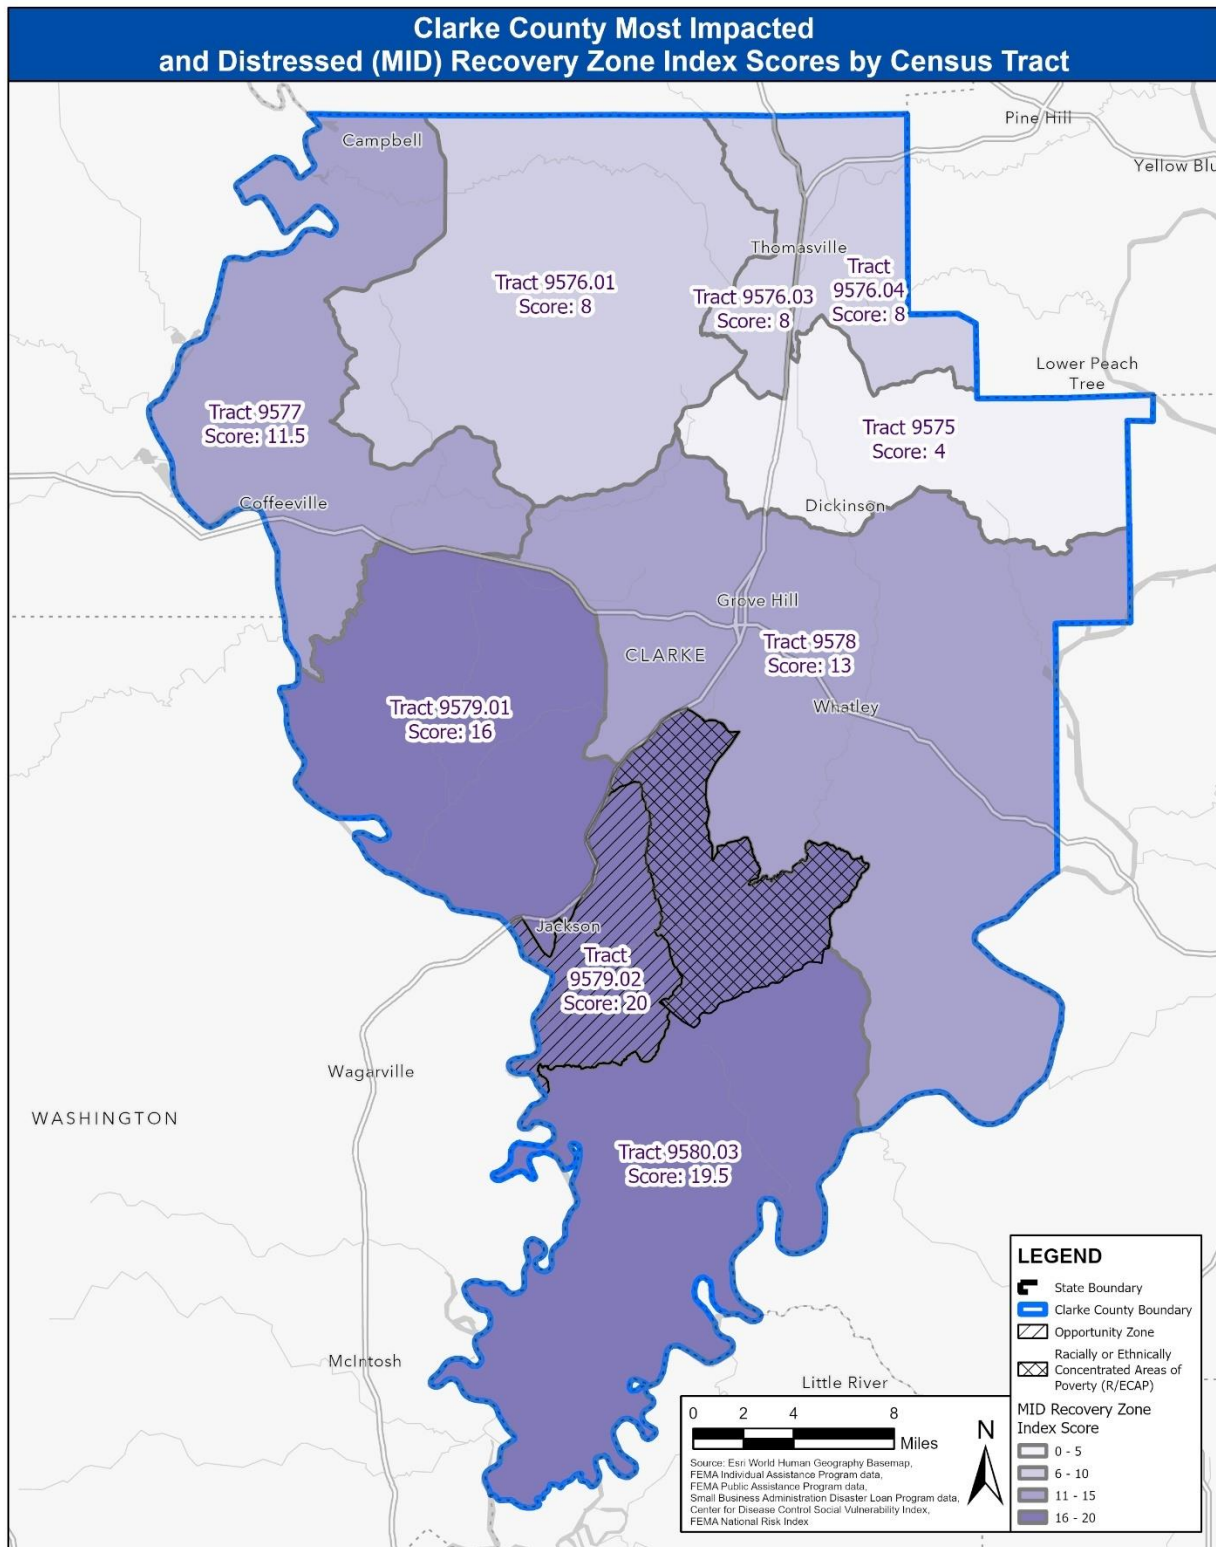 Clarke County Most Impacted
and Distressed (MID) Recovery Zone Index Scores by Census Tract
Campbell
Pine Hill
Yellow Blu
Thomasville
Tract 9576.01
Score: 8
Tract 9576.03
Score: 8
Tract
9576.04
Score: 8
Lower Peach
Tree
Tract 9577
Score: 11.5
Tract 9575
Score: 4
Coffeeville
Dickinson
Grove Hill
CLARKE
Tract 9578
Score: 13
Tract 9579.01
Score: 16
Whatley
Jackson
Tract
9579.02
Score: 20
Wagarville
WASHINGTON
Tract 9580.03
Score: 19.5
McIntosh
Little River
0 2 4 8
Miles
N
Source: Esri World Human Geography Basemap,
FEMA Individual Assistance Program data,
FEMA Public Assistance Program data,
Small Business Administration Disaster Loan Program data,
Center for Disease Control Social Vulnerability Index,
FEMA National Risk Index
LEGEND
State Boundary
Clarke County Boundary
Opportunity Zone
Racially or Ethnically
Concentrated Areas of
Poverty (R/ECAP)
MID Recovery Zone
Index Score
0 - 5
6 - 10
11 - 15
16 - 20